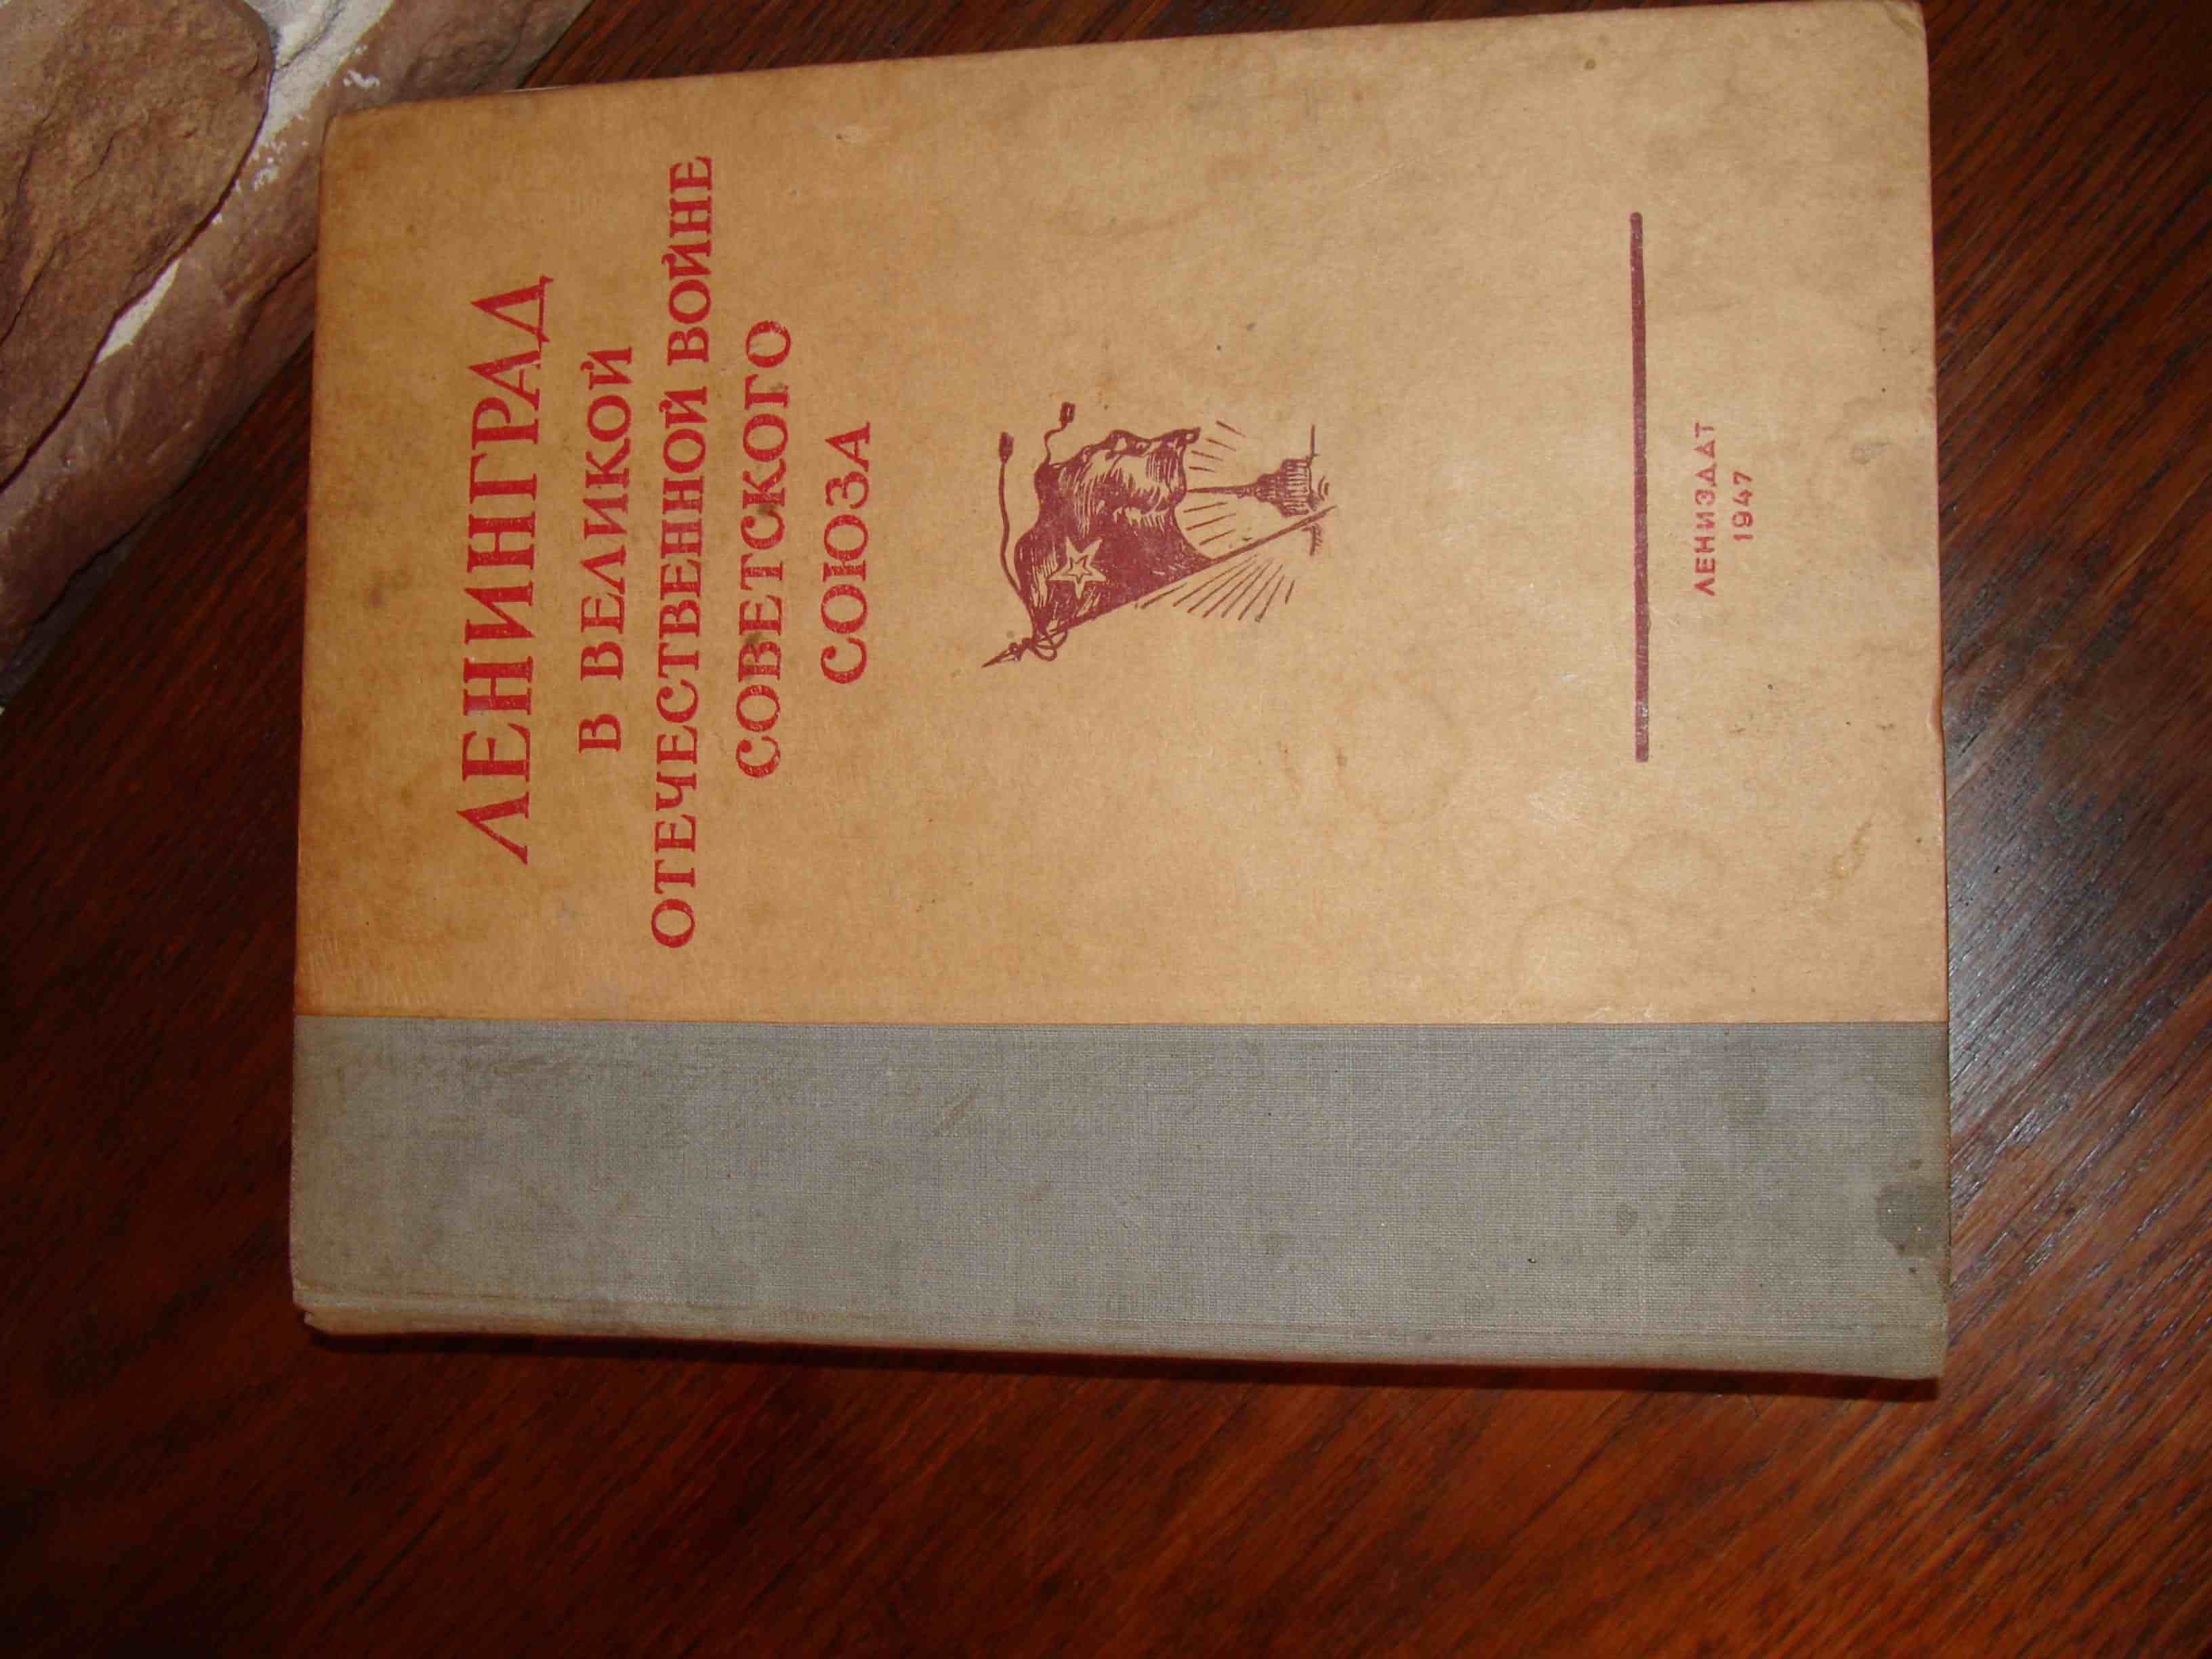 ЛЕНИНГРАД
В ВЕЛИКОЙ
ОТЕЧЕСТВЕННОЙ ВОЙНЕ
СОВЕТСКОГО
СОЮЗА
ЛЕНИЗДАТ
1947